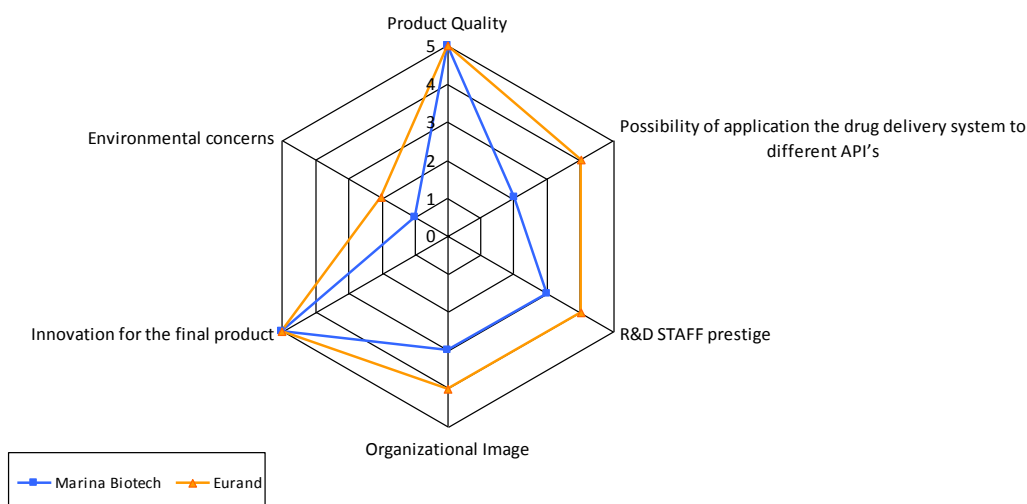 Product Quality
5
4
3
2
1
0
Possibility of application the drug delivery system to
different API's
R&D STAFF prestige
Organizational Image
Innovation for the final product
Environmental concerns
Marina Biotech
Eurand